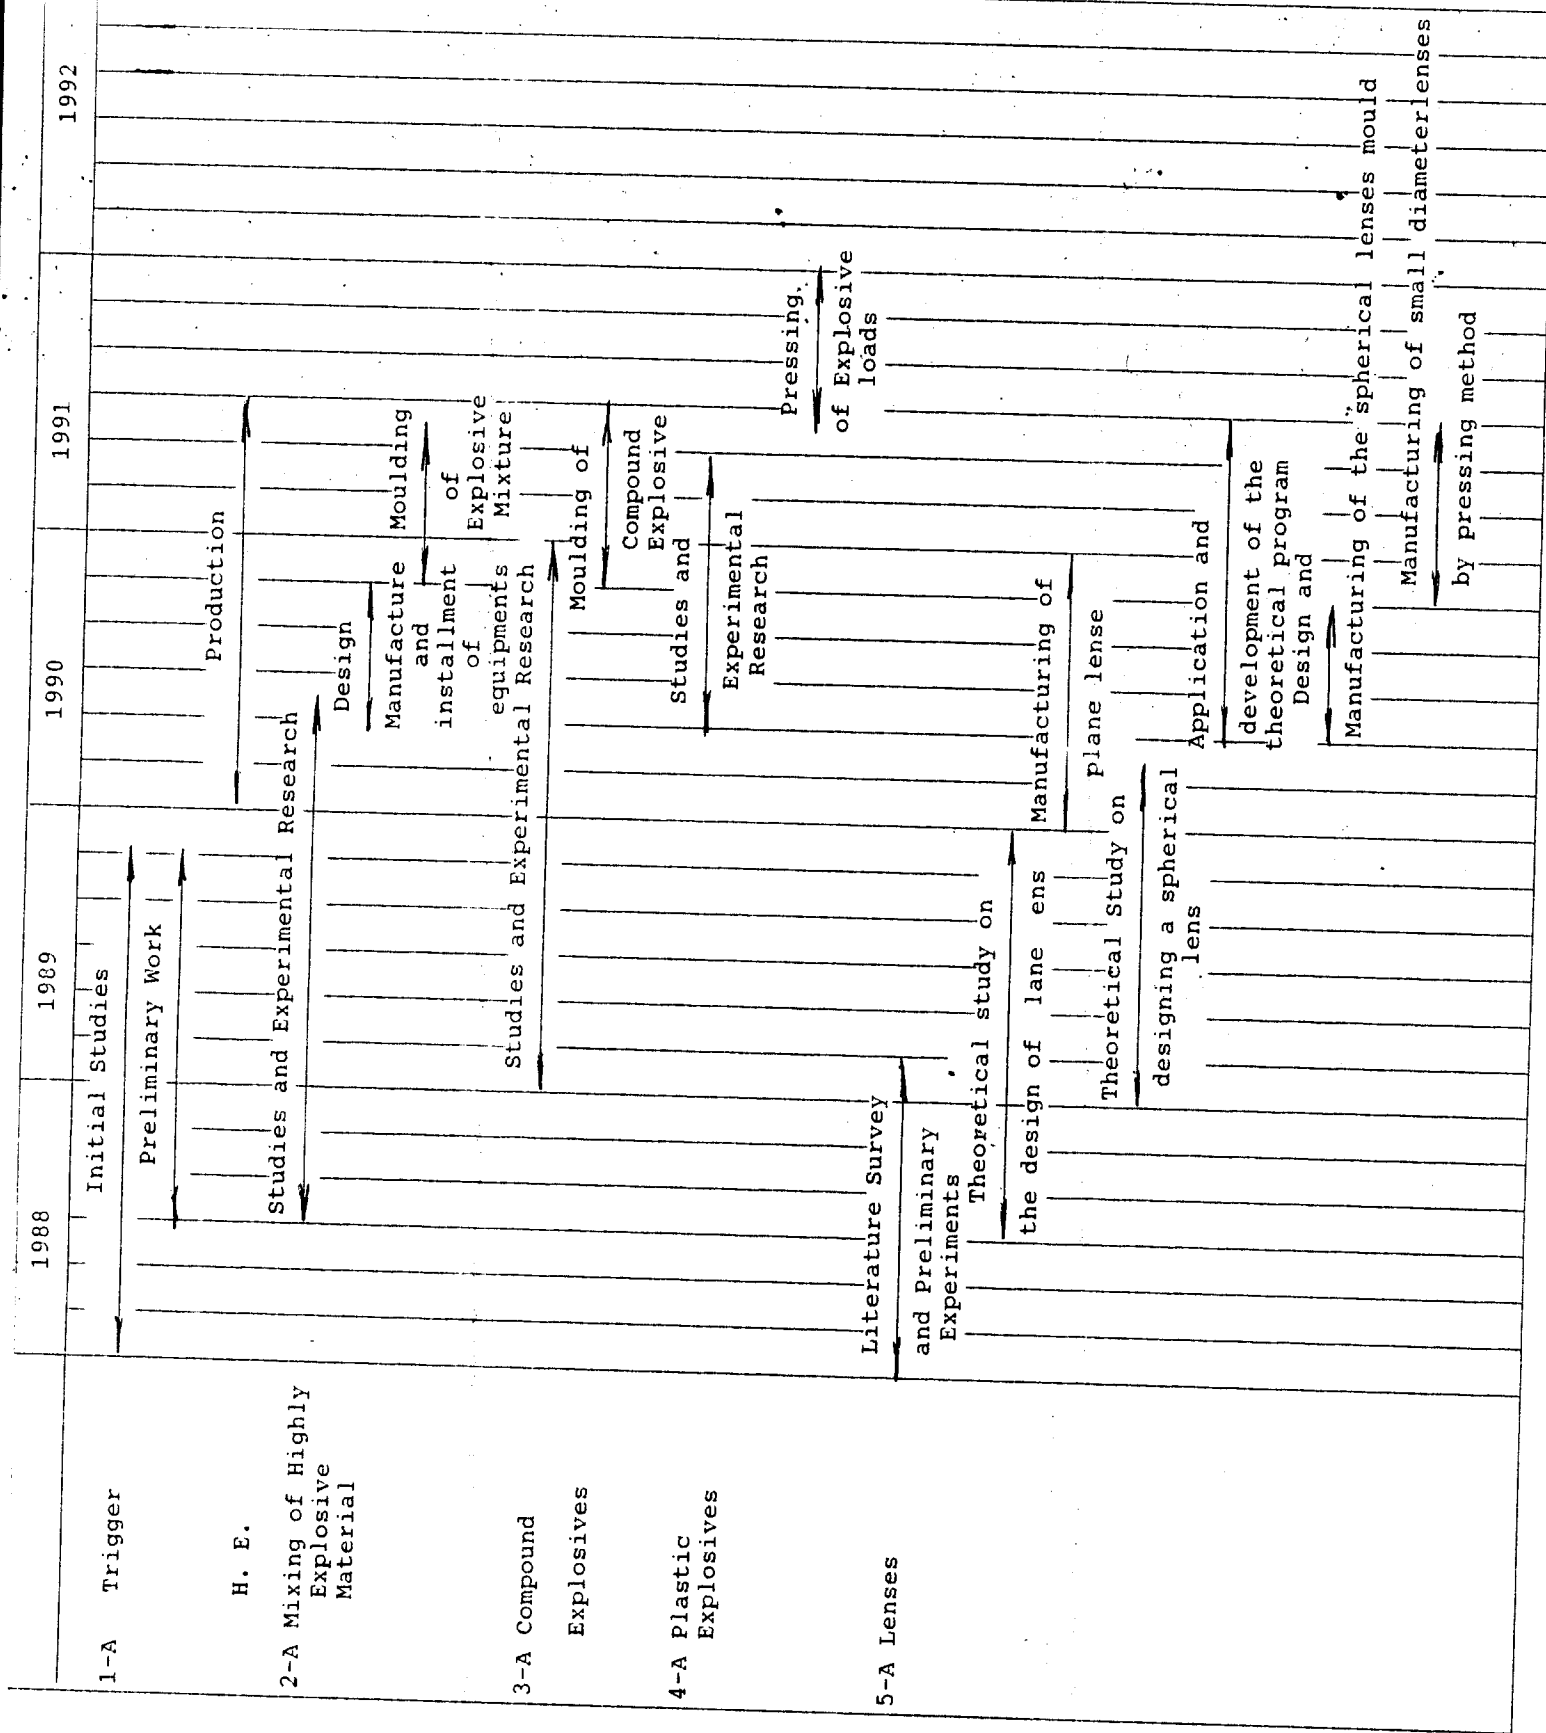 1988
1989
1990
1991
1992
1-A Trigger
Initial Studies
Preliminary Work
H. E.
Production
2-A Mixing of Highly
Explosive
Material
Studies and Experimental Research
Design
Manufacture
and
installment
of
equipments
Moulding
of
Explosive
Mixture
3-A Compound
Explosives
Studies and Experimental Research
Moulding of
Compound
Explosive
4-A Plastic
Explosives
Studies and
Experimental
Research
Pressing
of Explosive
loads
5-A Lenses
Literature Survey
and Preliminary
Experiments
Theoretical study on
the design of lane ens
Manufacturing of
plane lense
Theoretical Study on
designing a spherical
lens
Application and
development of the
theoretical program
Design and
Manufacturing of the "spherical lenses mould
Manufacturing of small diameterlenses
by pressing method